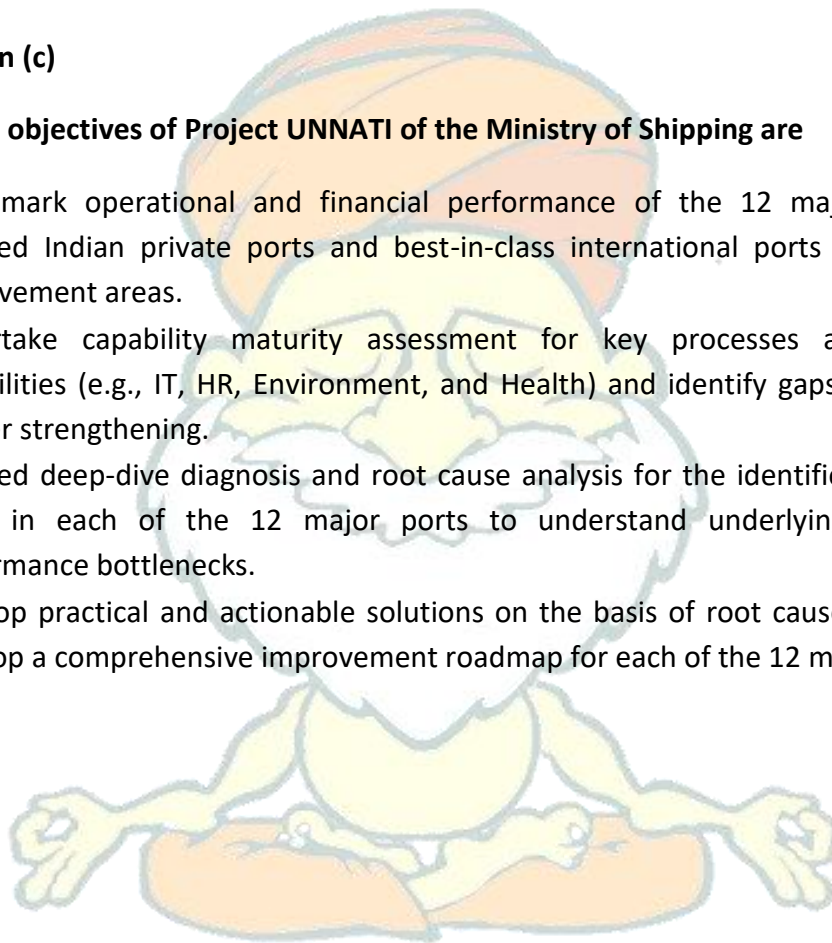 n (c)
objectives of Project UNNATI of the Ministry of Shipping are
mark operational and financial performance of the 12 maj
ed Indian private ports and best-in-class international ports
vement areas.
rtake capability maturity assessment for key processes a
ilities (e.g., IT, HR, Environment, and Health) and identify gaps
r strengthening.
ed deep-dive diagnosis and root cause analysis for the identifie
in each of the 12 major ports to understand underlyin
rmance bottlenecks.
op practical and actionable solutions on the basis of root cause
op a comprehensive improvement roadmap for each of the 12 m